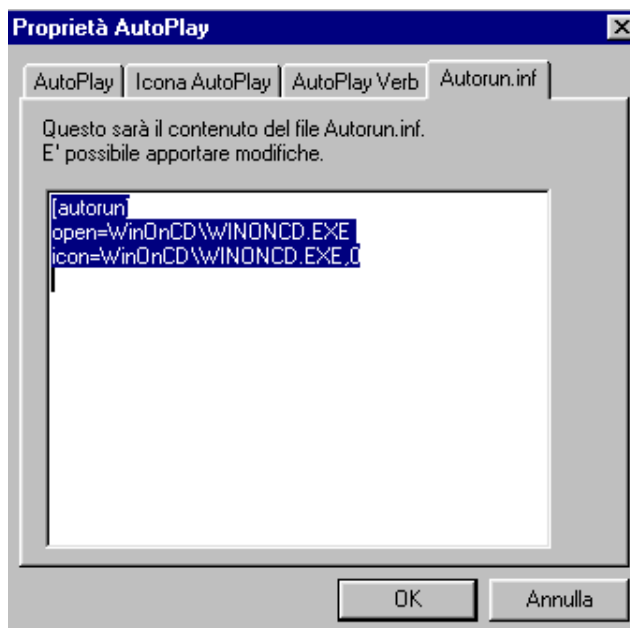 Proprietà AutoPlay
AutoPlay Icona AutoPlay AutoPlay Verb Autorun.inf
Questo sarà il contenuto del file Autorun.inf.
E' possibile apportare modifiche.
[autorun]
open=WinOnCD\WINONCD.EXE
icon=WinOnCD\WINONCD.EXE,0
OK Annulla